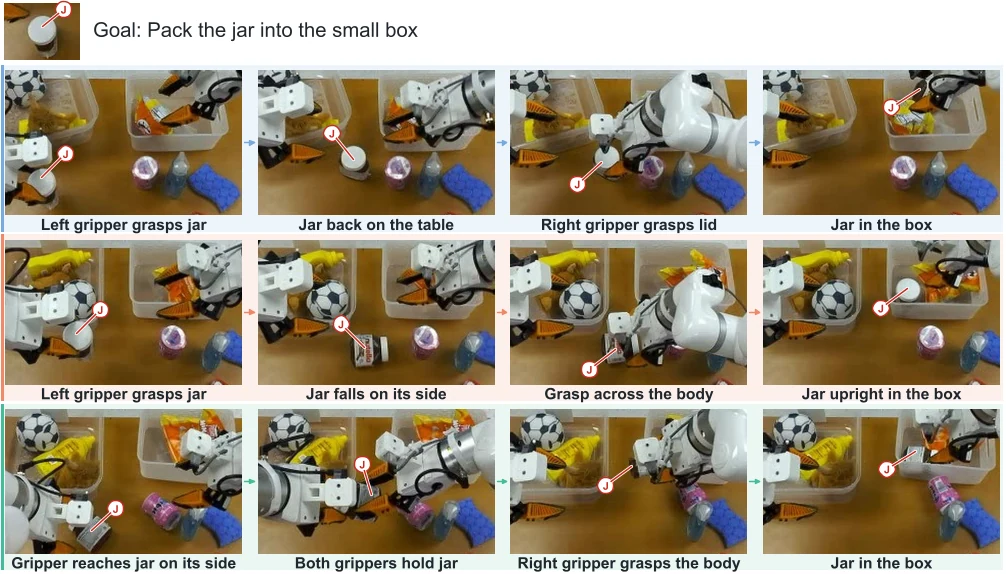 J
Goal: Pack the jar into the small box
J
J
J
J
Left gripper grasps jar
Jar back on the table
Right gripper grasps lid
Jar in the box
J
J
J
J
Left gripper grasps jar
Jar falls on its side
Grasp across the body
Jar upright in the box
J
J
J
J
Gripper reaches jar on its side
Both grippers hold jar
Right gripper grasps the body
Jar in the box